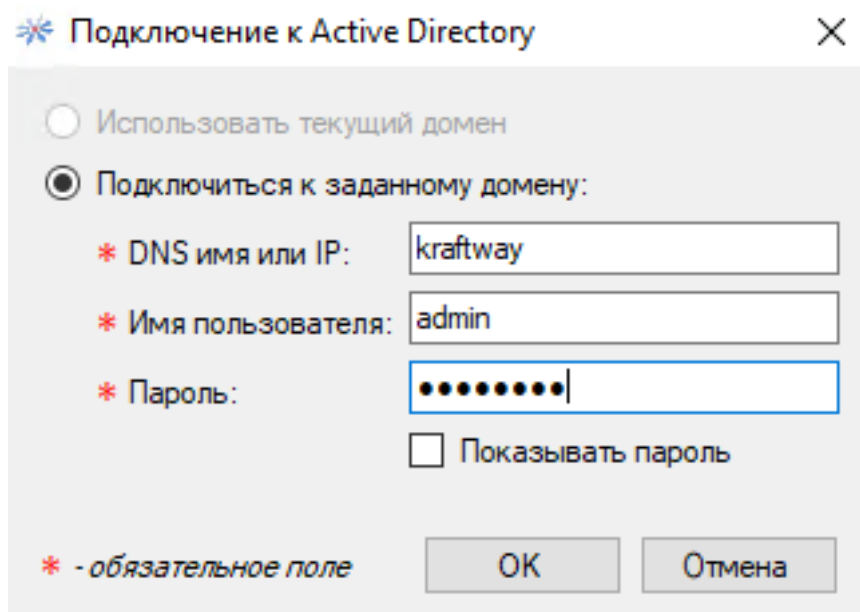 Подключение к Active Directory
Использовать текущий домен
Подключиться к заданному домену:
* DNS имя или IP: kraftway
* Имя пользователя: admin
* Пароль: ●●●●●●●●
Показывать пароль
* - обязательное поле OK Отмена